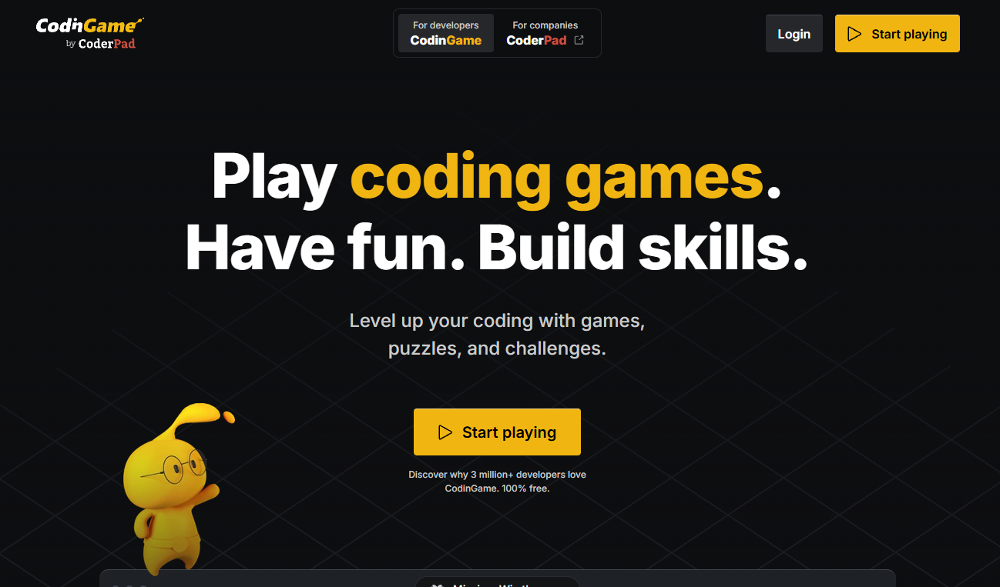 CodinGame
by CoderPad
For developers
CodinGame
For companies
CoderPad
Login
Start playing
Play coding games.
Have fun. Build skills.
Level up your coding with games,
puzzles, and challenges.
Start playing
Discover why 3 million+ developers love
CodinGame. 100% free.